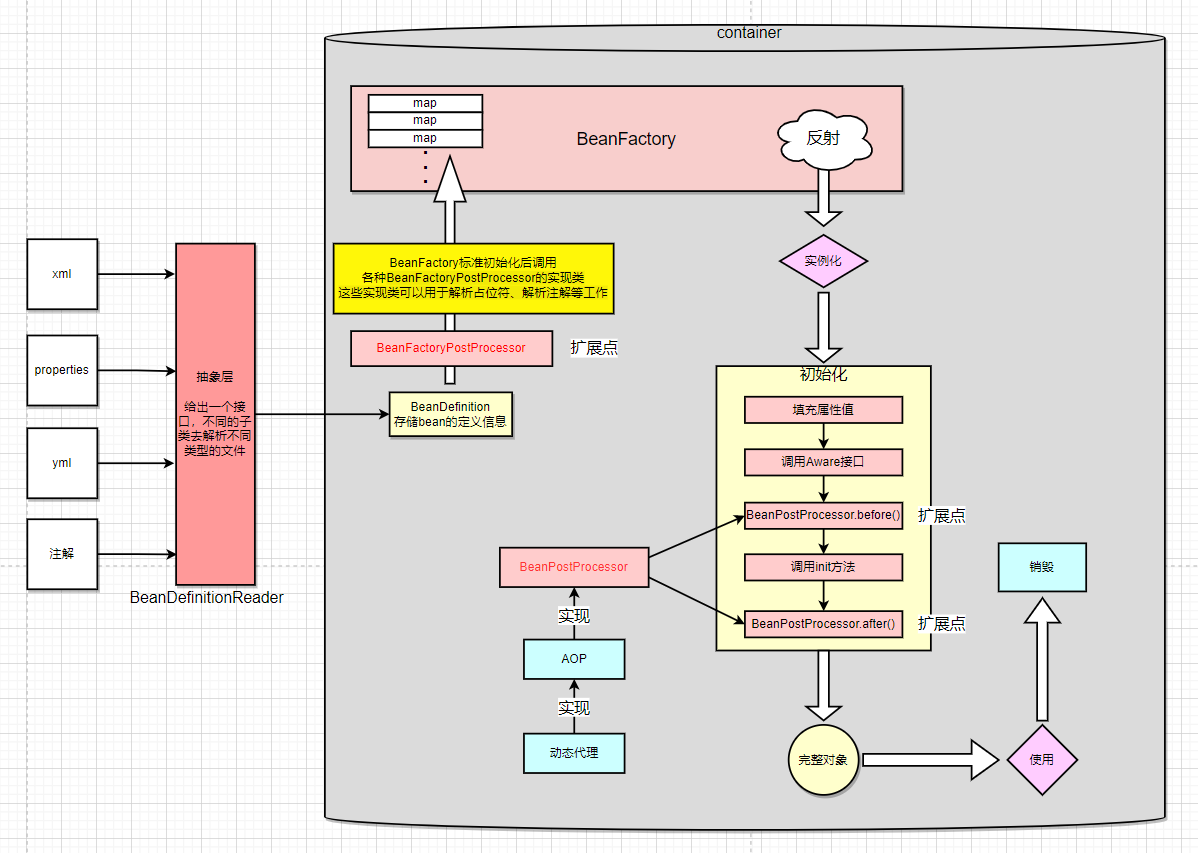 container
map
map
map
BeanFactory
反射
xml
properties
yml
注解
抽象层
给出一个接
口，不同的子
类去解析不同
类型的文件
BeanDefinitionReader
BeanFactory标准初始化后调用
各种BeanFactoryPostProcessor的实现类
这些实现类可以用于解析占位符、解析注解等工作
BeanFactoryPostProcessor
扩展点
BeanDefinition
存储bean的定义信息
实例化
初始化
填充属性值
调用Aware接口
BeanPostProcessor.before()
扩展点
调用init方法
BeanPostProcessor.after()
扩展点
BeanPostProcessor
实现
AOP
实现
动态代理
完整对象
使用
销毁